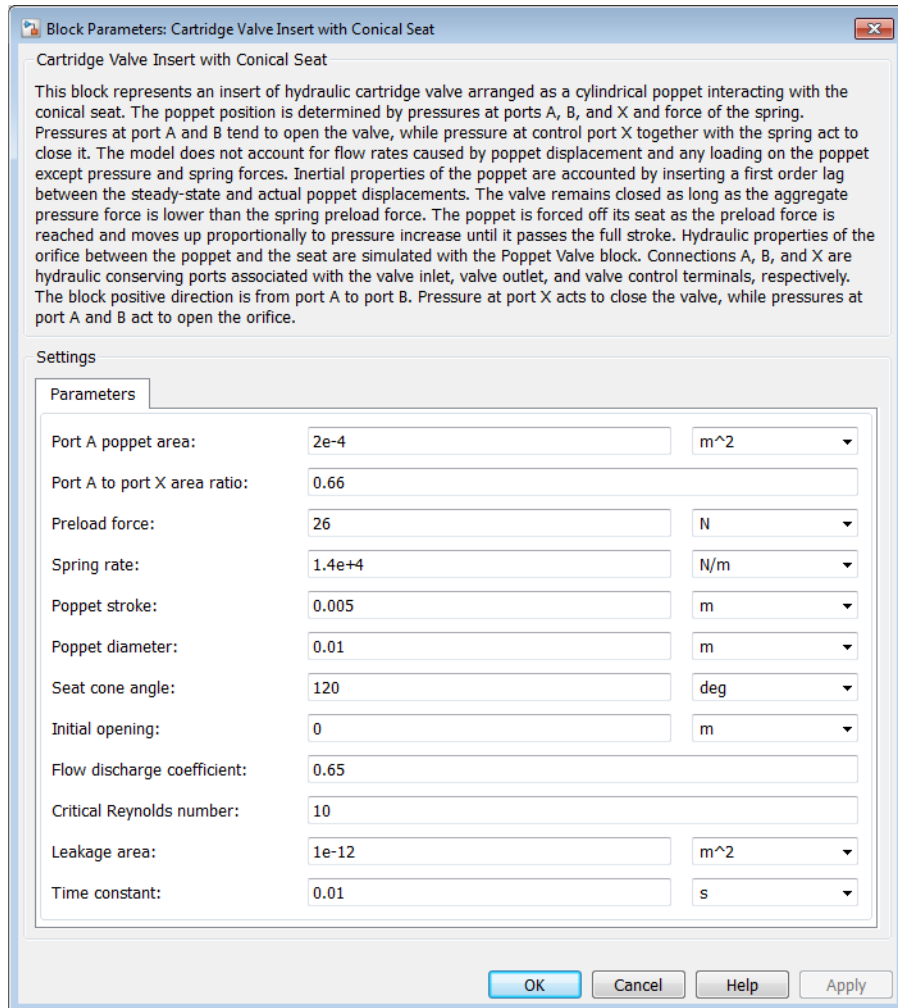 Block Parameters: Cartridge Valve Insert with Conical Seat
Cartridge Valve Insert with Conical Seat
This block represents an insert of hydraulic cartridge valve arranged as a cylindrical poppet interacting with the
conical seat. The poppet position is determined by pressures at ports A, B, and X and force of the spring.
Pressures at port A and B tend to open the valve, while pressure at control port X together with the spring act to
close it. The model does not account for flow rates caused by poppet displacement and any loading on the poppet
except pressure and spring forces. Inertial properties of the poppet are accounted by inserting a first order lag
between the steady-state and actual poppet displacements. The valve remains closed as long as the aggregate
pressure force is lower than the spring preload force. The poppet is forced off its seat as the preload force is
reached and moves up proportionally to pressure increase until it passes the full stroke. Hydraulic properties of the
orifice between the poppet and the seat are simulated with the Poppet Valve block. Connections A, B, and X are
hydraulic conserving ports associated with the valve inlet, valve outlet, and valve control terminals, respectively.
The block positive direction is from port A to port B. Pressure at port X acts to close the valve, while pressures at
port A and B act to open the orifice.
Settings
Parameters
Port A poppet area: 2e-4 m^2
Port A to port X area ratio: 0.66
Preload force: 26 N
Spring rate: 1.4e+4 N/m
Poppet stroke: 0.005 m
Poppet diameter: 0.01 m
Seat cone angle: 120 deg
Initial opening: 0 m
Flow discharge coefficient: 0.65
Critical Reynolds number: 10
Leakage area: 1e-12 m^2
Time constant: 0.01 s
OK Cancel Help Apply